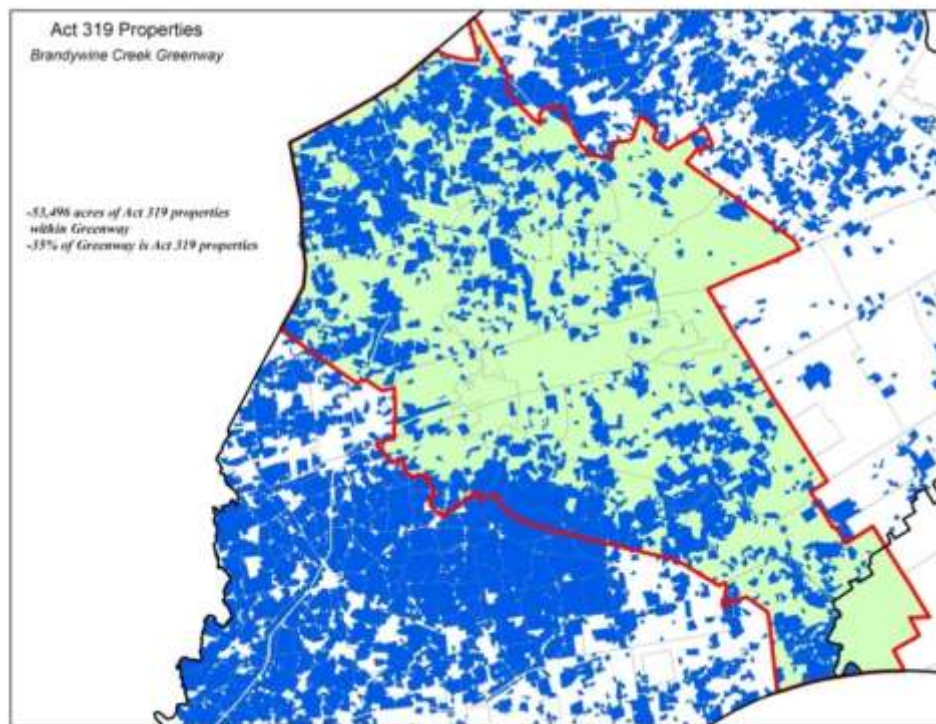 Act 319 Properties
Brandywine Creek Greenway
-53,496 acres of Act 319 properties
within Greenway
-35% of Greenway is Act 319 properties